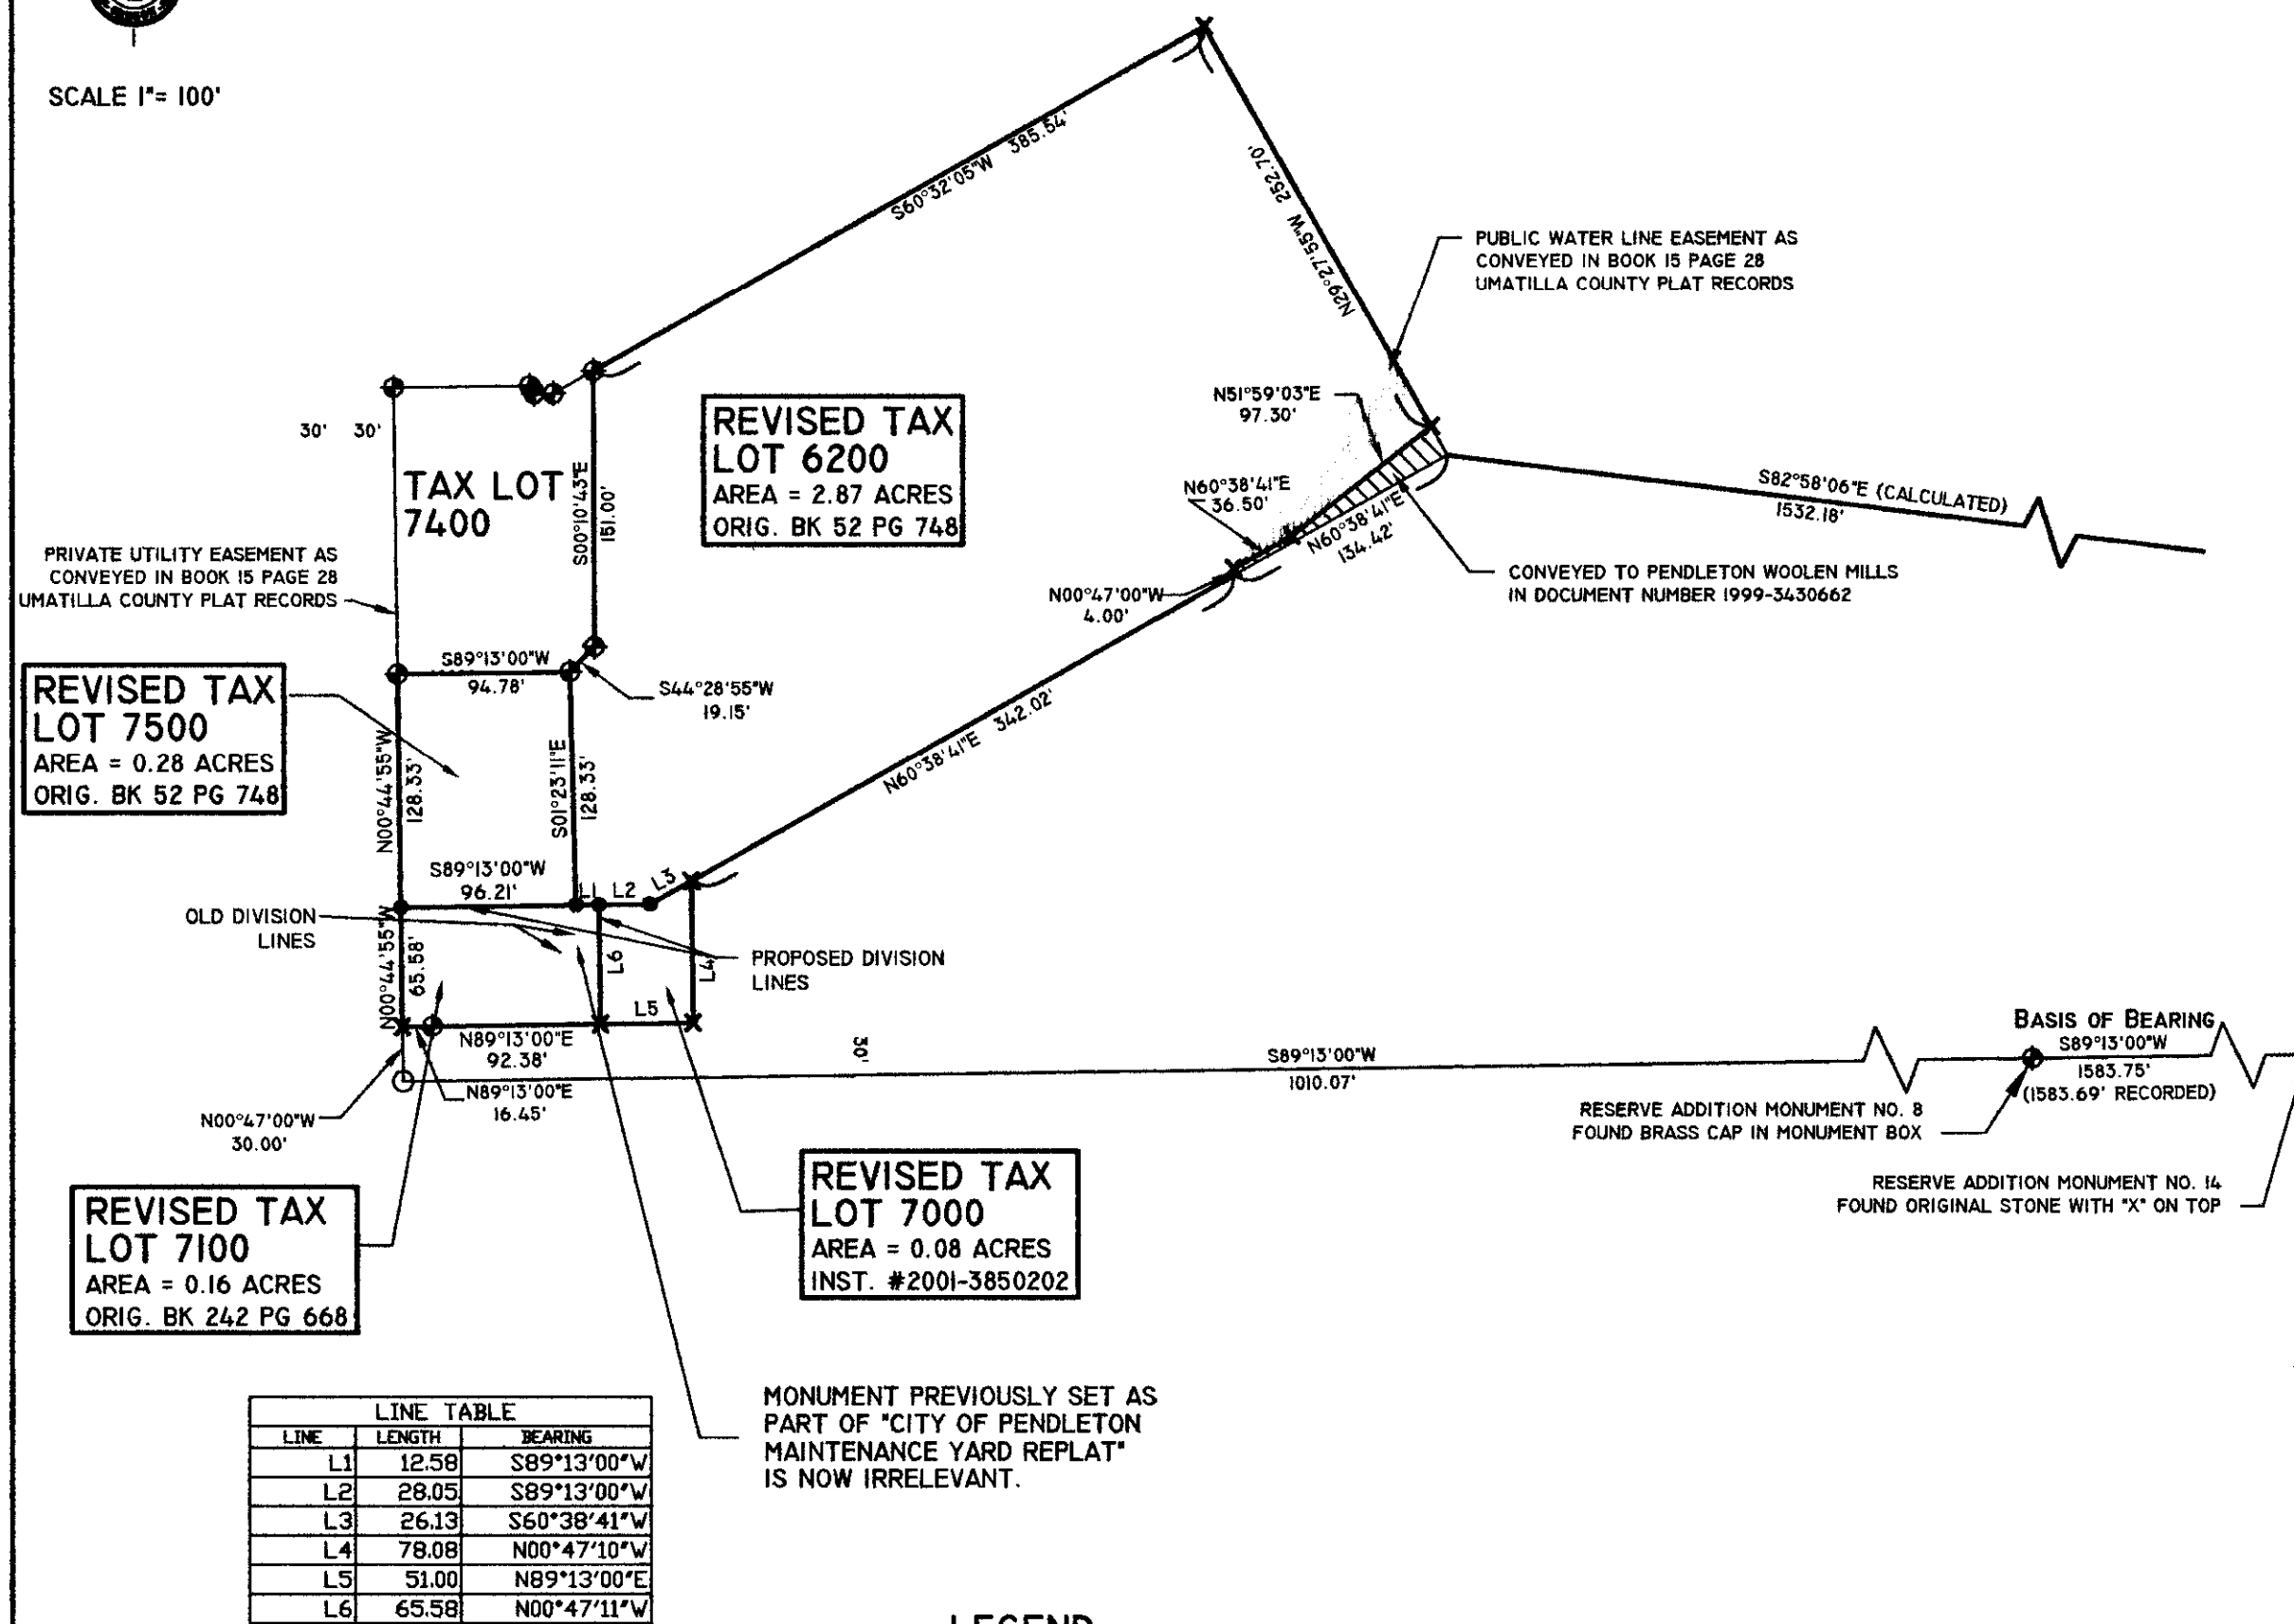 SCALE 1"= 100'
S60°32'05"W 385.54'
N29°27'55"W 252.70'
PUBLIC WATER LINE EASEMENT AS
CONVEYED IN BOOK 15 PAGE 28
UMATILLA COUNTY PLAT RECORDS
30' 30'
TAX LOT
7400
S00°10'43"E
151.00'
REVISED TAX
LOT 6200
AREA = 2.87 ACRES
ORIG. BK 52 PG 748
N51°59'03"E
97.30'
N60°38'41"E
36.50'
N60°38'41"E
134.42'
S82°58'06"E (CALCULATED)
1532.18'
PRIVATE UTILITY EASEMENT AS
CONVEYED IN BOOK 15 PAGE 28
UMATILLA COUNTY PLAT RECORDS
N00°47'00"W
4.00'
CONVEYED TO PENDLETON WOOLEN MILLS
IN DOCUMENT NUMBER 1999-3430662
REVISED TAX
LOT 7500
AREA = 0.28 ACRES
ORIG. BK 52 PG 748
S89°13'00"W
94.78'
S44°28'55"W
19.15'
N00°44'55"W
128.33'
S01°23'11"E
128.33'
N60°38'41"E 342.02'
S89°13'00"W
96.21'
L1 L2 L3
OLD DIVISION
LINES
N00°44'55"W
65.58'
L6
L4
L5
PROPOSED DIVISION
LINES
N89°13'00"E
92.38'
N89°13'00"E
16.45'
N00°47'00"W
30.00'
30'
S89°13'00"W
1010.07'
BASIS OF BEARING
S89°13'00"W
1583.75'
(1583.69' RECORDED)
RESERVE ADDITION MONUMENT NO. 8
FOUND BRASS CAP IN MONUMENT BOX
RESERVE ADDITION MONUMENT NO. 14
FOUND ORIGINAL STONE WITH "X" ON TOP
REVISED TAX
LOT 7100
AREA = 0.16 ACRES
ORIG. BK 242 PG 668
REVISED TAX
LOT 7000
AREA = 0.08 ACRES
INST. #2001-3850202
MONUMENT PREVIOUSLY SET AS
PART OF "CITY OF PENDLETON
MAINTENANCE YARD REPLAT"
IS NOW IRRELEVANT.
LINE TABLE
LINE LENGTH BEARING
L1 12.58 S89°13'00"W
L2 28.05 S89°13'00"W
L3 26.13 S60°38'41"W
L4 78.08 N00°47'10"W
L5 51.00 N89°13'00"E
L6 65.58 N00°47'11"W
LEGEND